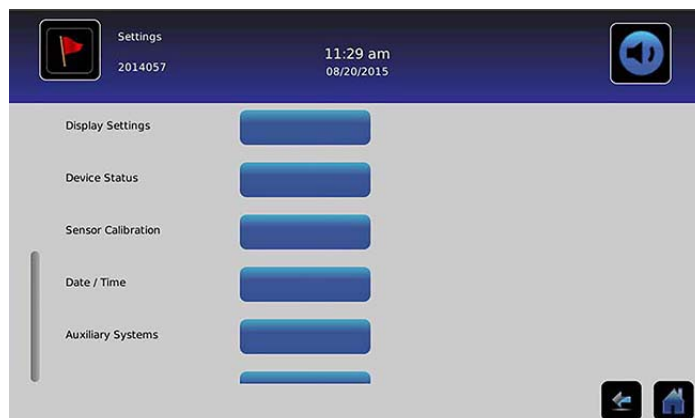 Settings
2014057
11:29 am
08/20/2015
Display Settings
Device Status
Sensor Calibration
Date / Time
Auxiliary Systems